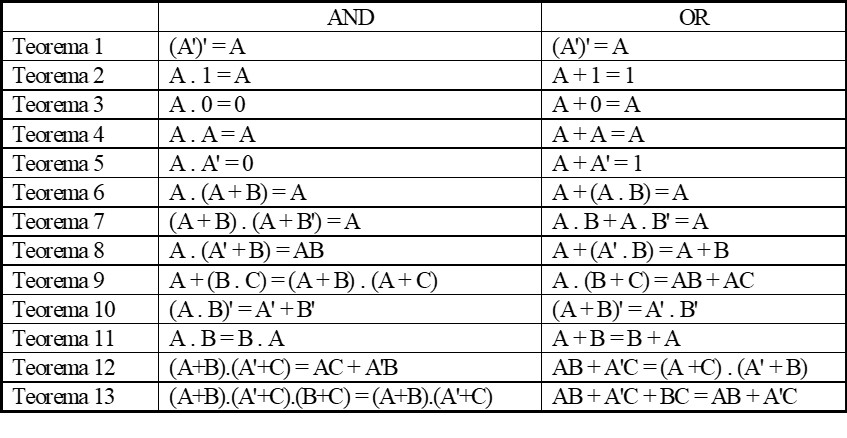 AND OR
Teorema 1 (A')' = A (A')' = A
Teorema 2 A . 1 = A A + 1 = 1
Teorema 3 A . 0 = 0 A + 0 = A
Teorema 4 A . A = A A + A = A
Teorema 5 A . A' = 0 A + A' = 1
Teorema 6 A . (A + B) = A A + (A . B) = A
Teorema 7 (A + B) . (A + B') = A A . B + A . B' = A
Teorema 8 A . (A' + B) = AB A + (A' . B) = A + B
Teorema 9 A + (B . C) = (A + B) . (A + C) A . (B + C) = AB + AC
Teorema 10 (A . B)' = A' + B' (A + B)' = A' . B'
Teorema 11 A . B = B . A A + B = B + A
Teorema 12 (A+B).(A'+C) = AC + A'B AB + A'C = (A +C) . (A' + B)
Teorema 13 (A+B).(A'+C).(B+C) = (A+B).(A'+C) AB + A'C + BC = AB + A'C